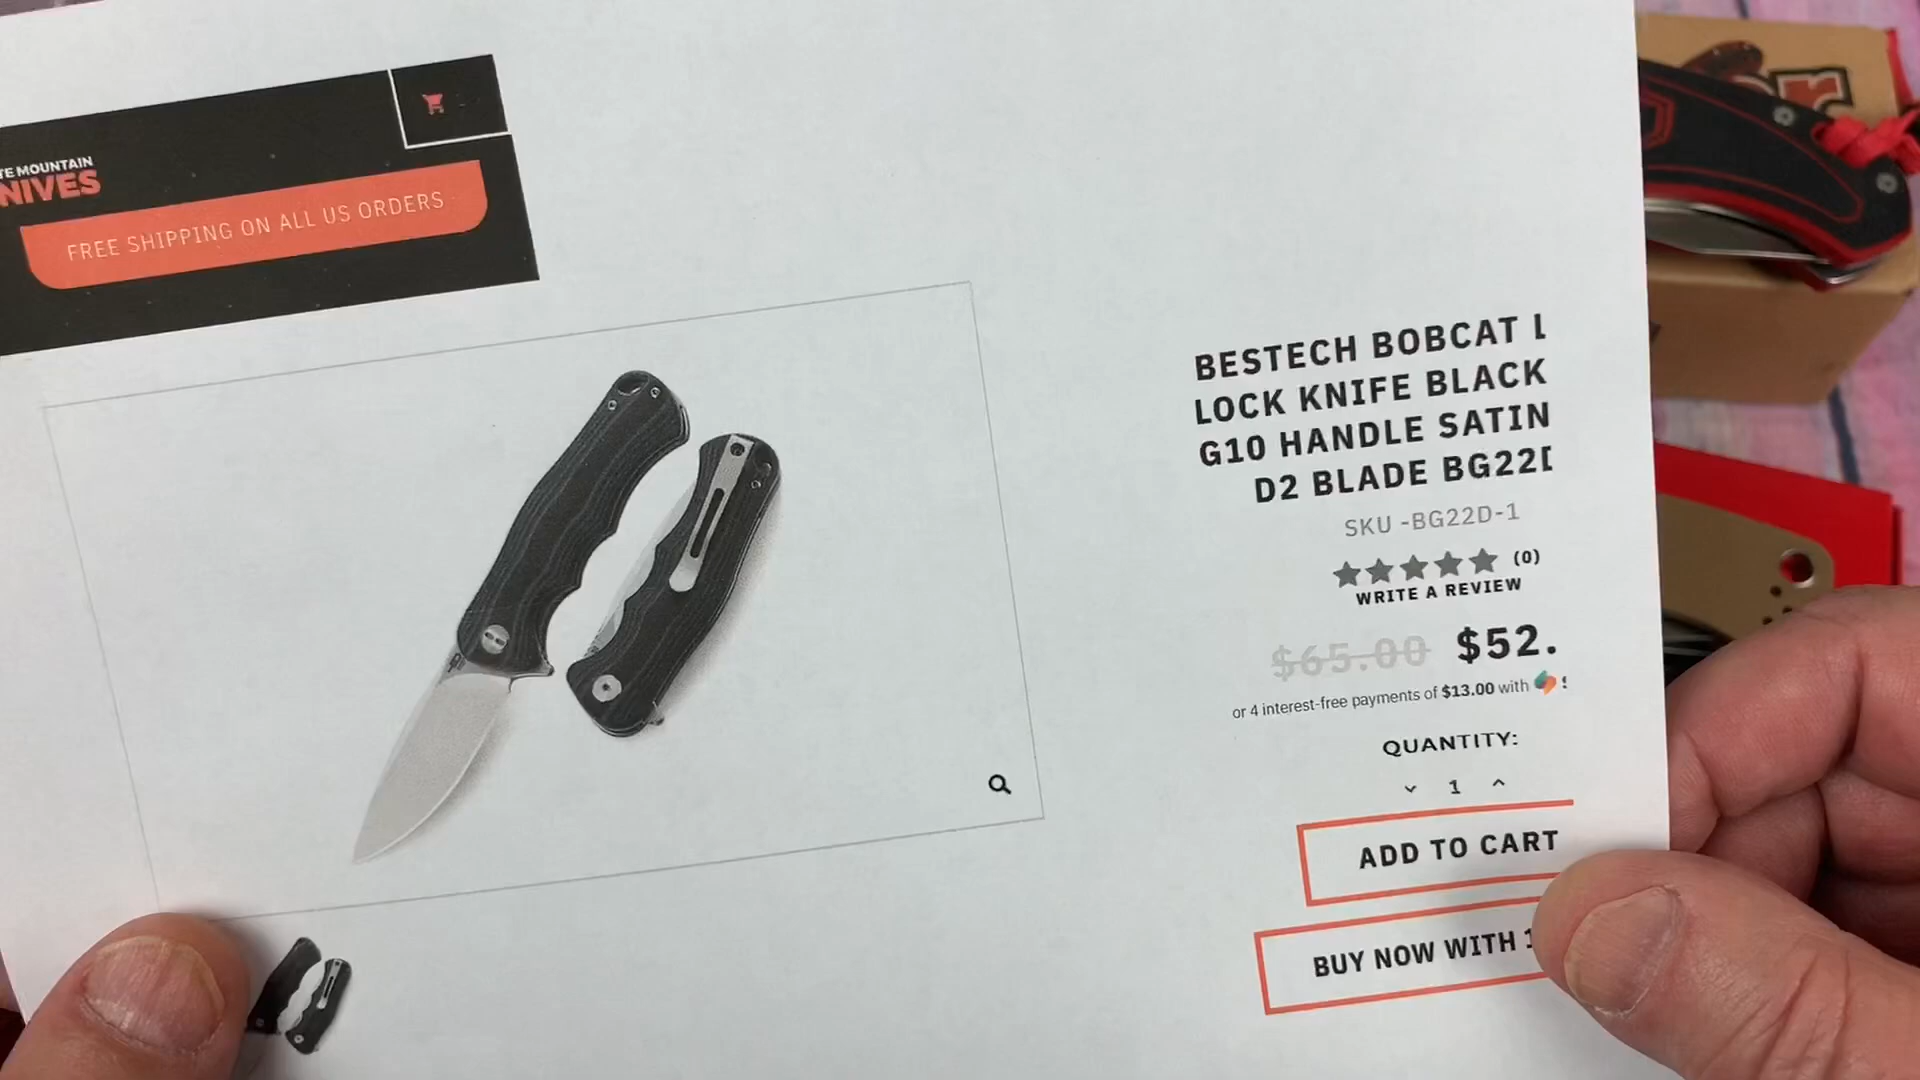 TE MOUNTAIN
NIVES
FREE SHIPPING ON ALL US ORDERS
BESTECH BOBCAT L
LOCK KNIFE BLACK
G10 HANDLE SATIN
D2 BLADE BG22D
SKU -BG22D-1
(0)
WRITE A REVIEW
$65.00 $52.
or 4 interest-free payments of $13.00 with
QUANTITY:
1
ADD TO CART
BUY NOW WITH 1